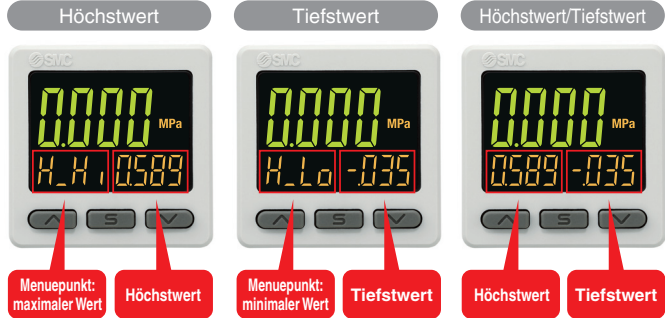 Höchstwert
Tiefstwert
Höchstwert/Tiefstwert
SMC
0.000 MPa
H_Hi 0.589
S
Menuepunkt:
maximaler Wert
Höchstwert
SMC
0.000 MPa
H_Lo -.035
S
Menuepunkt:
minimaler Wert
Tiefstwert
SMC
0.000 MPa
0.589 -.035
S
Höchstwert
Tiefstwert